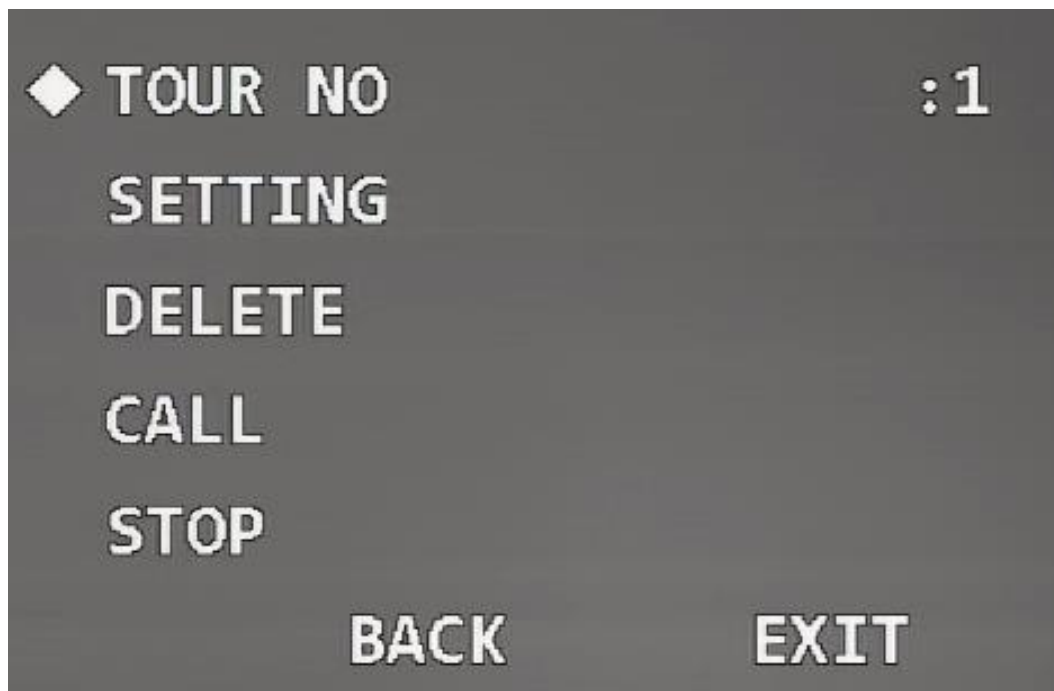 TOUR NO :1
SETTING
DELETE
CALL
STOP
BACK EXIT